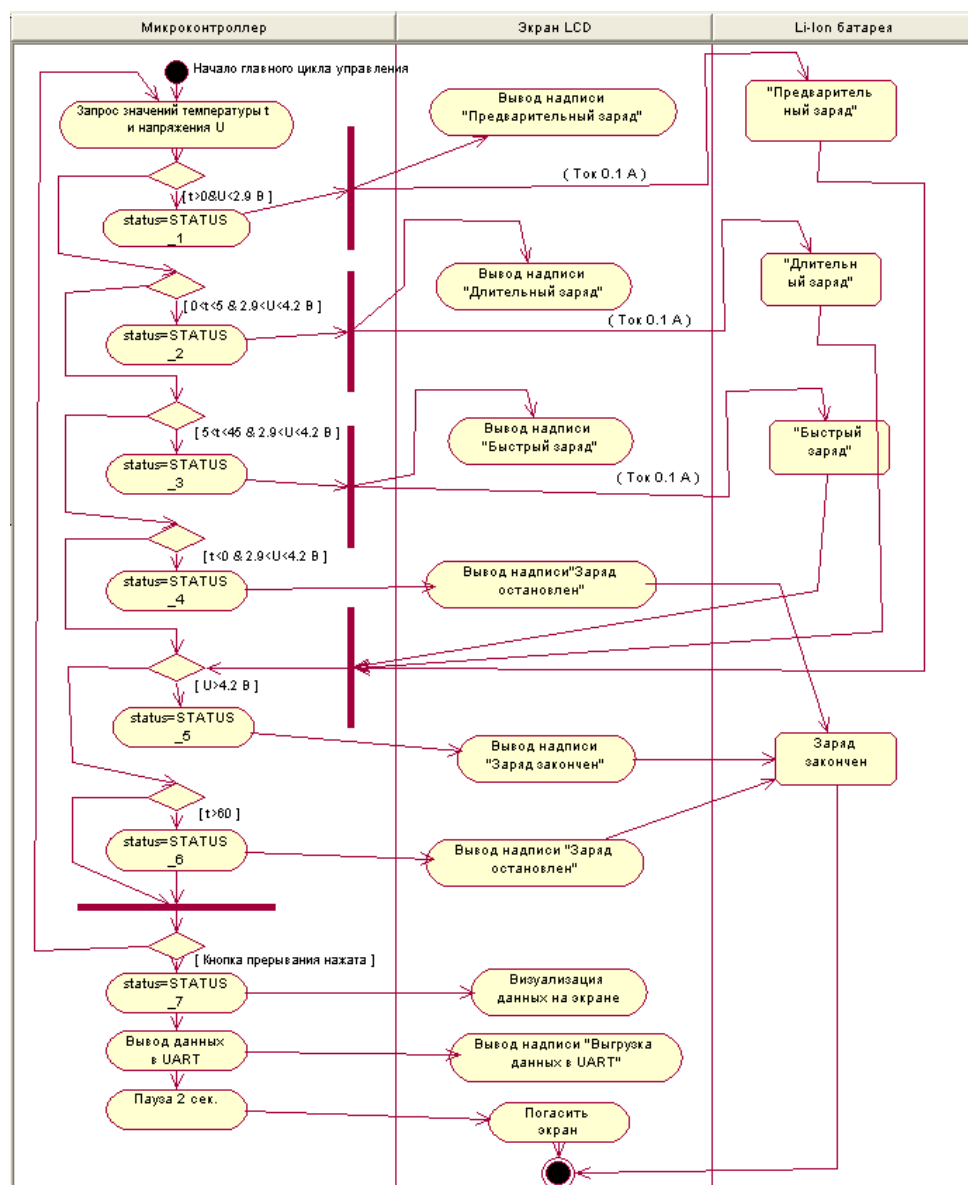 Микроконтроллер
Экран LCD
Li-Ion батарея
Начало главного цикла управления
Запрос значений температуры t
и напряжения U
Вывод надписи
"Предварительный заряд"
"Предваритель
ный заряд"
( Ток 0.1 А )
[ t>0&U<2.9 В ]
status=STATUS
_1
Вывод надписи
"Длительный заряд"
"Длительн
ый заряд"
[ 0<t<5 & 2.9<U<4.2 В ]
( Ток 0.1 А )
status=STATUS
_2
Вывод надписи
"Быстрый заряд"
"Быстрый
заряд"
[ 5<t<45 & 2.9<U<4.2 В ]
status=STATUS
_3
( Ток 0.1 А )
[ t<0 & 2.9<U<4.2 В ]
status=STATUS
_4
Вывод надписи"Заряд
остановлен"
[ U>4.2 В ]
status=STATUS
_5
Вывод надписи
"Заряд закончен"
Заряд
закончен
[ t>60 ]
status=STATUS
_6
Вывод надписи "Заряд
остановлен"
[ Кнопка прерывания нажата ]
status=STATUS
_7
Визуализация
данных на экране
Вывод данных
в UART
Вывод надписи "Выгрузка
данных в UART"
Пауза 2 сек.
Погасить
экран